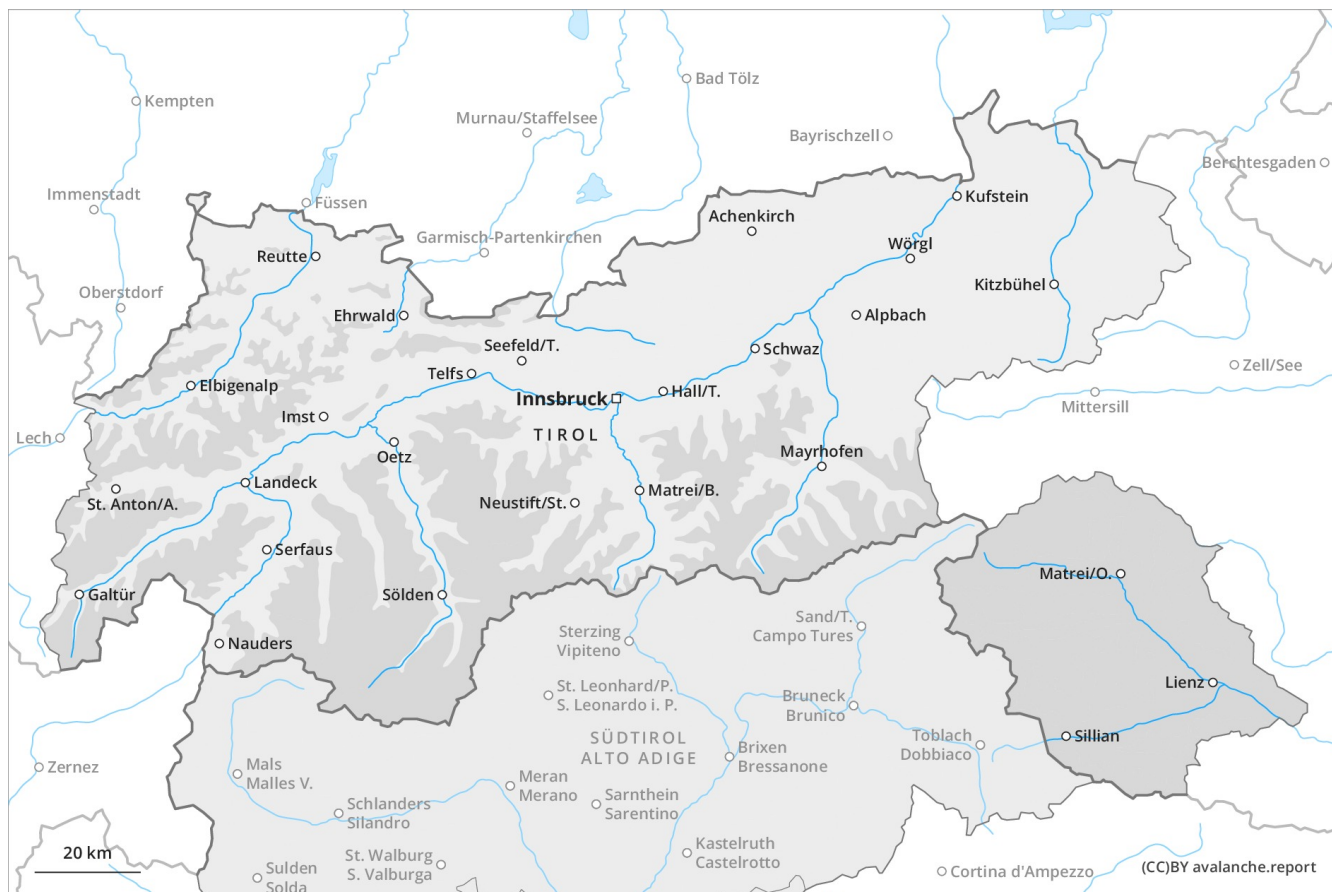 Bad Tölz
Kempten
Murnau/Staffelsee
Bayrischzell
Berchtesgaden
Immenstadt
Füssen
Kufstein
Achenkirch
Garmisch-Partenkirchen
Wörgl
Reutte
Kitzbühel
Oberstdorf
Ehrwald
Alpbach
Seefeld/T.
Schwaz
Zell/See
Telfs
Elbigenalp
Hall/T.
Innsbruck
Mittersill
Imst
Lech
TIROL
Oetz
Mayrhofen
Landeck
Matrei/B.
St. Anton/A.
Neustift/St.
Serfaus
Matrei/O.
Galtür
Sölden
Sand/T.
Campo Tures
Sterzing
Vipiteno
Nauders
Lienz
St. Leonhard/P.
S. Leonardo i. P.
Bruneck
Brunico
Sillian
Toblach
Dobbiaco
SÜDTIROL
ALTO ADIGE
Brixen
Bressanone
Zernez
Mals
Malles V.
Meran
Merano
Sarnthein
Sarentino
Schlanders
Silandro
Kastelruth
Castelrotto
20 km
St. Walburg
S. Valburga
Sulden
Solda
Cortina d'Ampezzo
(CC)BY avalanche.report